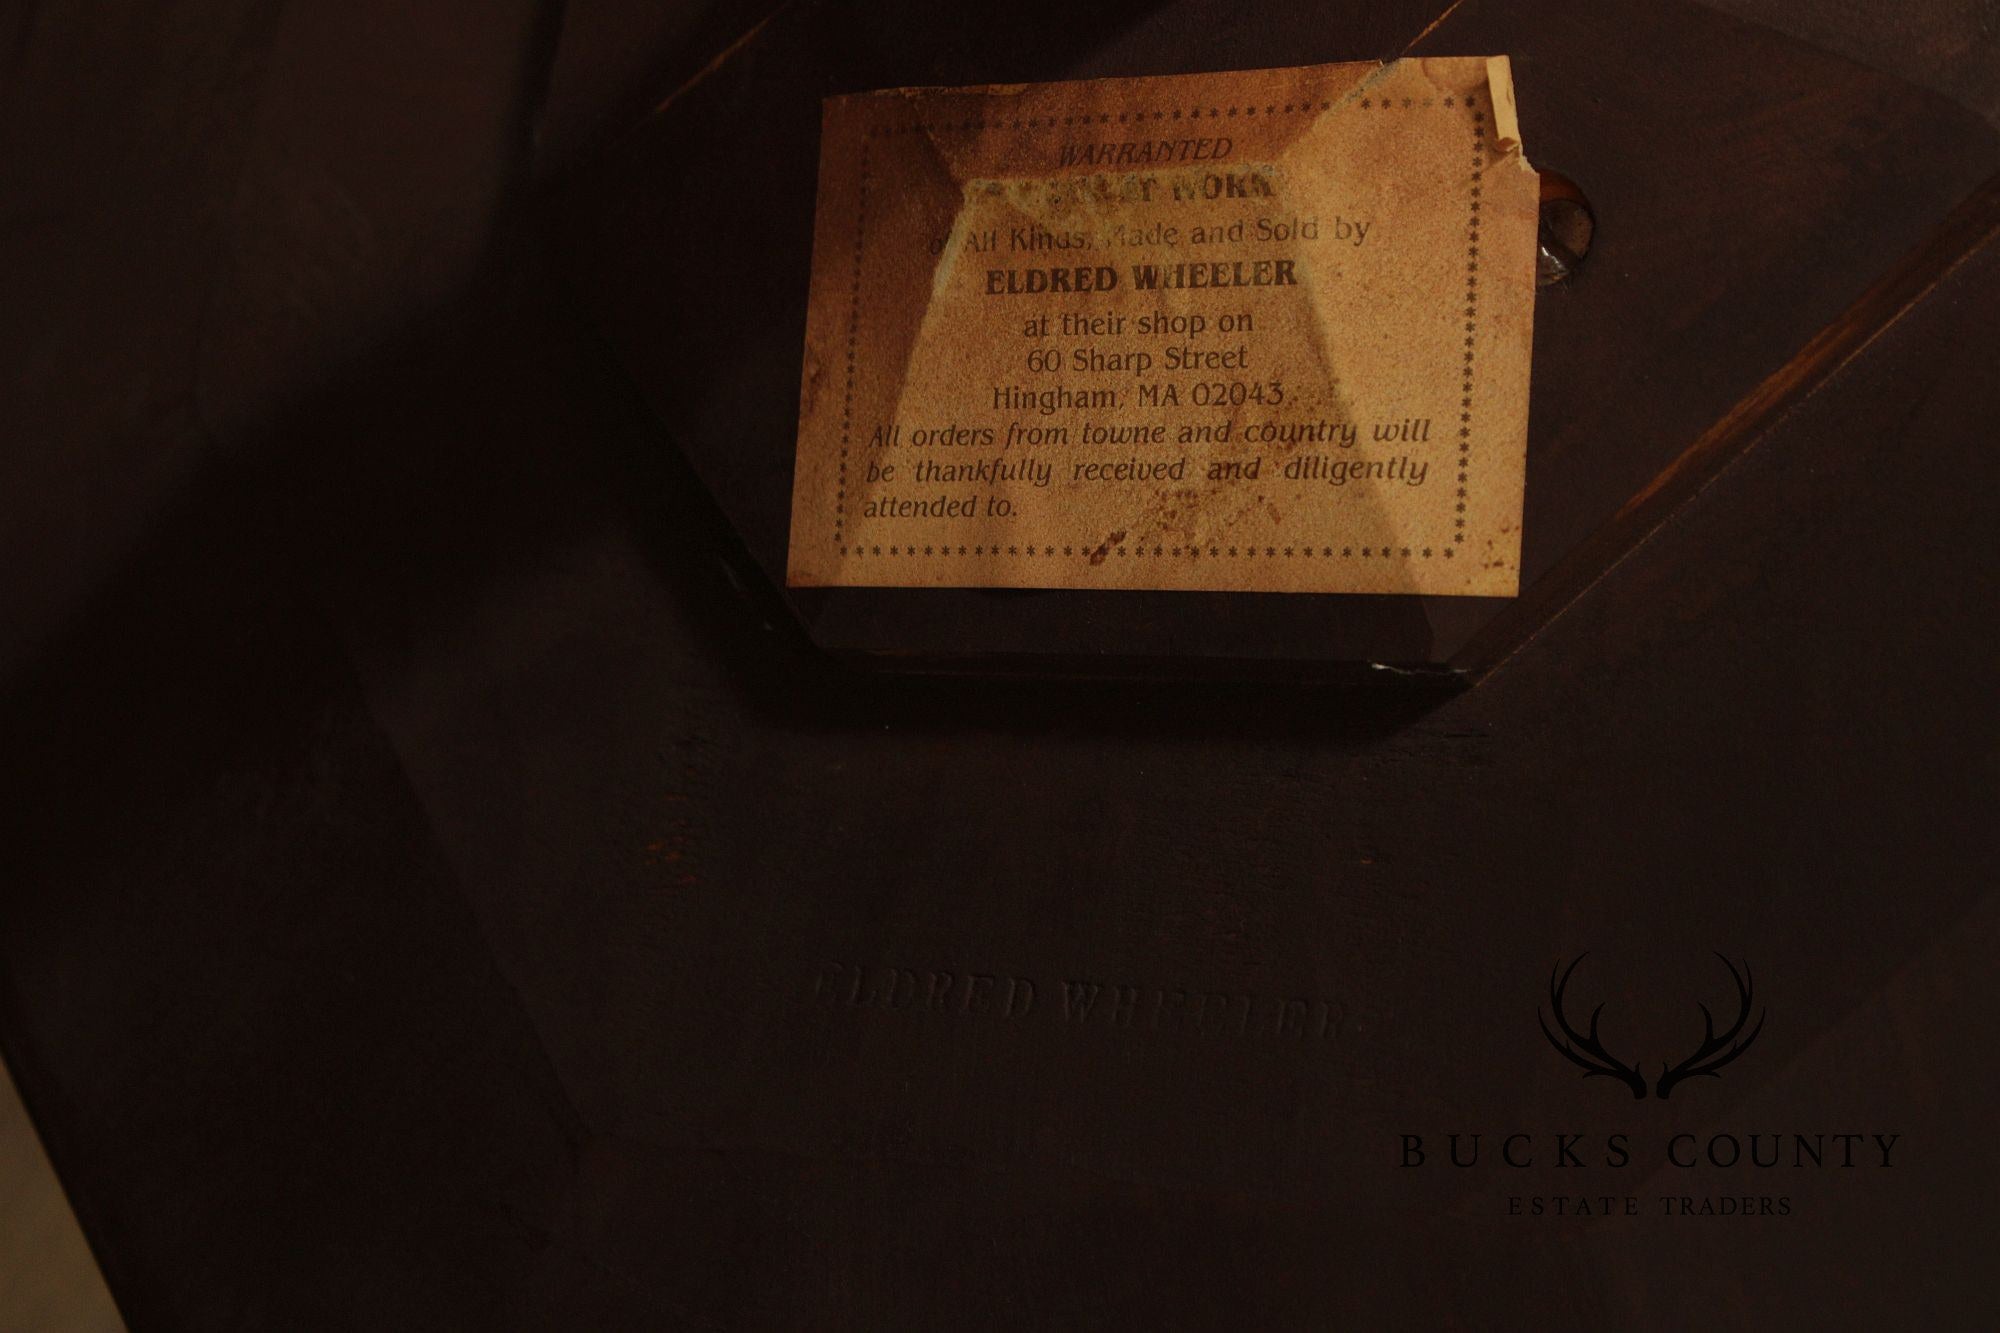 WARRANTED
WORK
of All Kinds, Made and Sold by
ELDRED WHEELER
at their shop on
60 Sharp Street
Hingham, MA 02043
All orders from towne and country will
be thankfully received and diligently
attended to.
ELDRED WHEELER
BUCKS COUNTY
ESTATE TRADERS